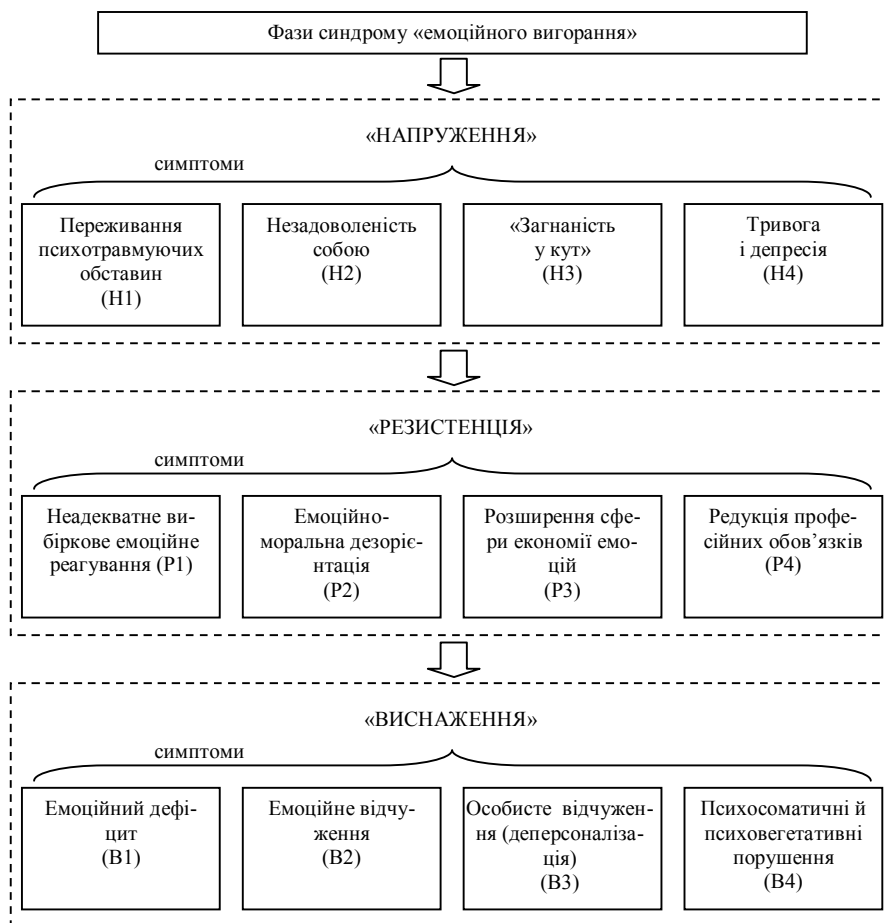 Фази синдрому «емоційного вигорання»
«НАПРУЖЕННЯ»
симптоми
Переживання
психотравмуючих
обставин
(Н1)
Незадоволеність
собою
(Н2)
«Загнаність
у кут»
(Н3)
Тривога
і депресія
(Н4)
«РЕЗИСТЕНЦІЯ»
симптоми
Неадекватне ви-
біркове емоційне
реагування (Р1)
Емоційно-
моральна дезоріє-
нтація
(Р2)
Розширення сфе-
ри економії емо-
цій
(Р3)
Редукція профе-
сійних обов’язків
(Р4)
«ВИСНАЖЕННЯ»
симптоми
Емоційний дефі-
цит
(В1)
Емоційне відчу-
ження
(В2)
Особисте відчужен-
ня (деперсоналіза-
ція)
(В3)
Психосоматичні й
психовегетативні
порушення
(В4)